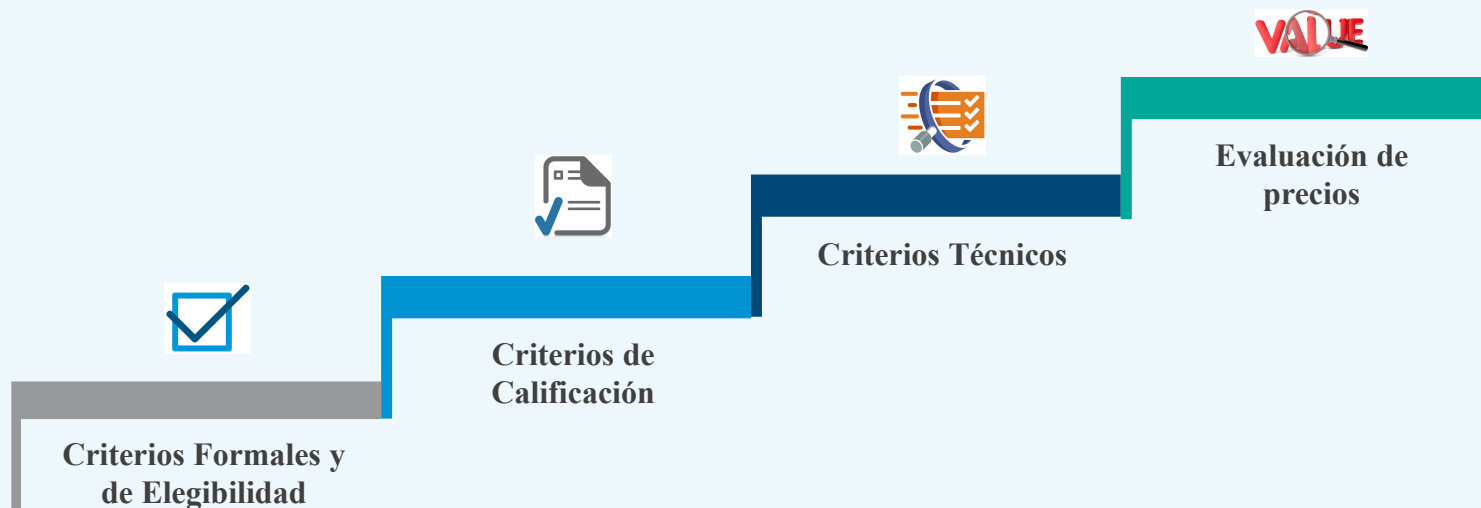 VALUE
Evaluación de
precios
Criterios Técnicos
Criterios de
Calificación
Criterios Formales y
de Elegibilidad